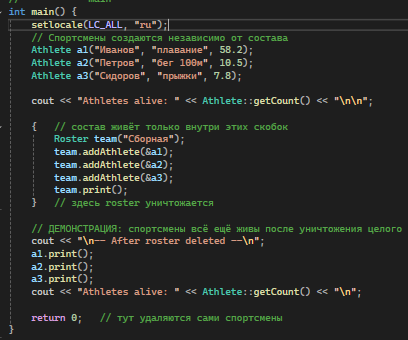 int main() {
setlocale(LC_ALL, "ru");
// Спортсмены создаются независимо от состава
Athlete a1("Иванов", "плавание", 58.2);
Athlete a2("Петров", "бег 100м", 10.5);
Athlete a3("Сидоров", "прыжки", 7.8);
cout << "Athletes alive: " << Athlete::getCount() << "\n\n";
{ // состав живёт только внутри этих скобок
Roster team("Сборная");
team.addAthlete(&a1);
team.addAthlete(&a2);
team.addAthlete(&a3);
team.print();
} // здесь roster уничтожается
// ДЕМОНСТРАЦИЯ: спортсмены всё ещё живы после уничтожения целого
cout << "\n-- After roster deleted --\n";
a1.print();
a2.print();
a3.print();
cout << "Athletes alive: " << Athlete::getCount() << "\n";
return 0; // тут удаляются сами спортсмены
}